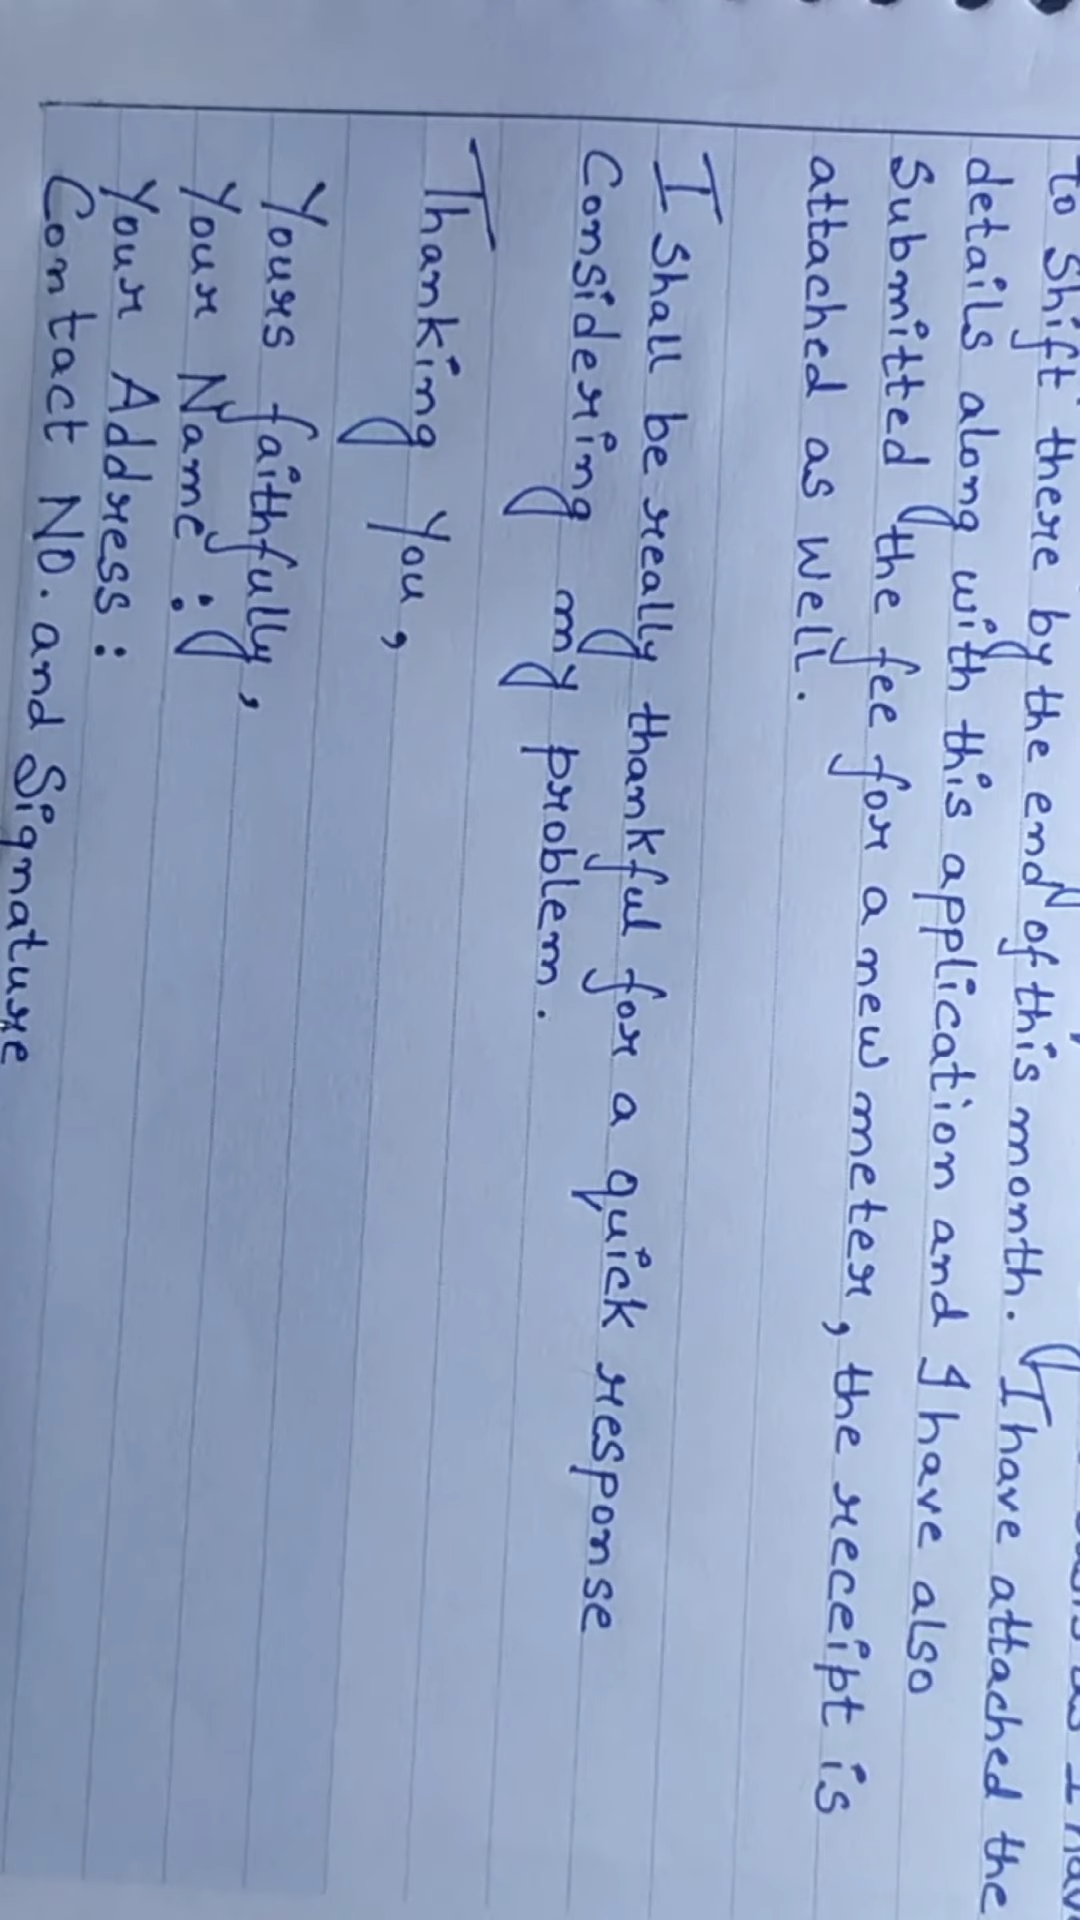 to Shift there by the end of this month. I have attached the
details along with this application and I have also
Submitted the fee for a new meter, the receipt is
attached as well.
I Shall be really thankful for a quick response
Considering my problem.
Thanking You,
Yours faithfully,
Your Name :
Your Address :
Contact No. and Signature